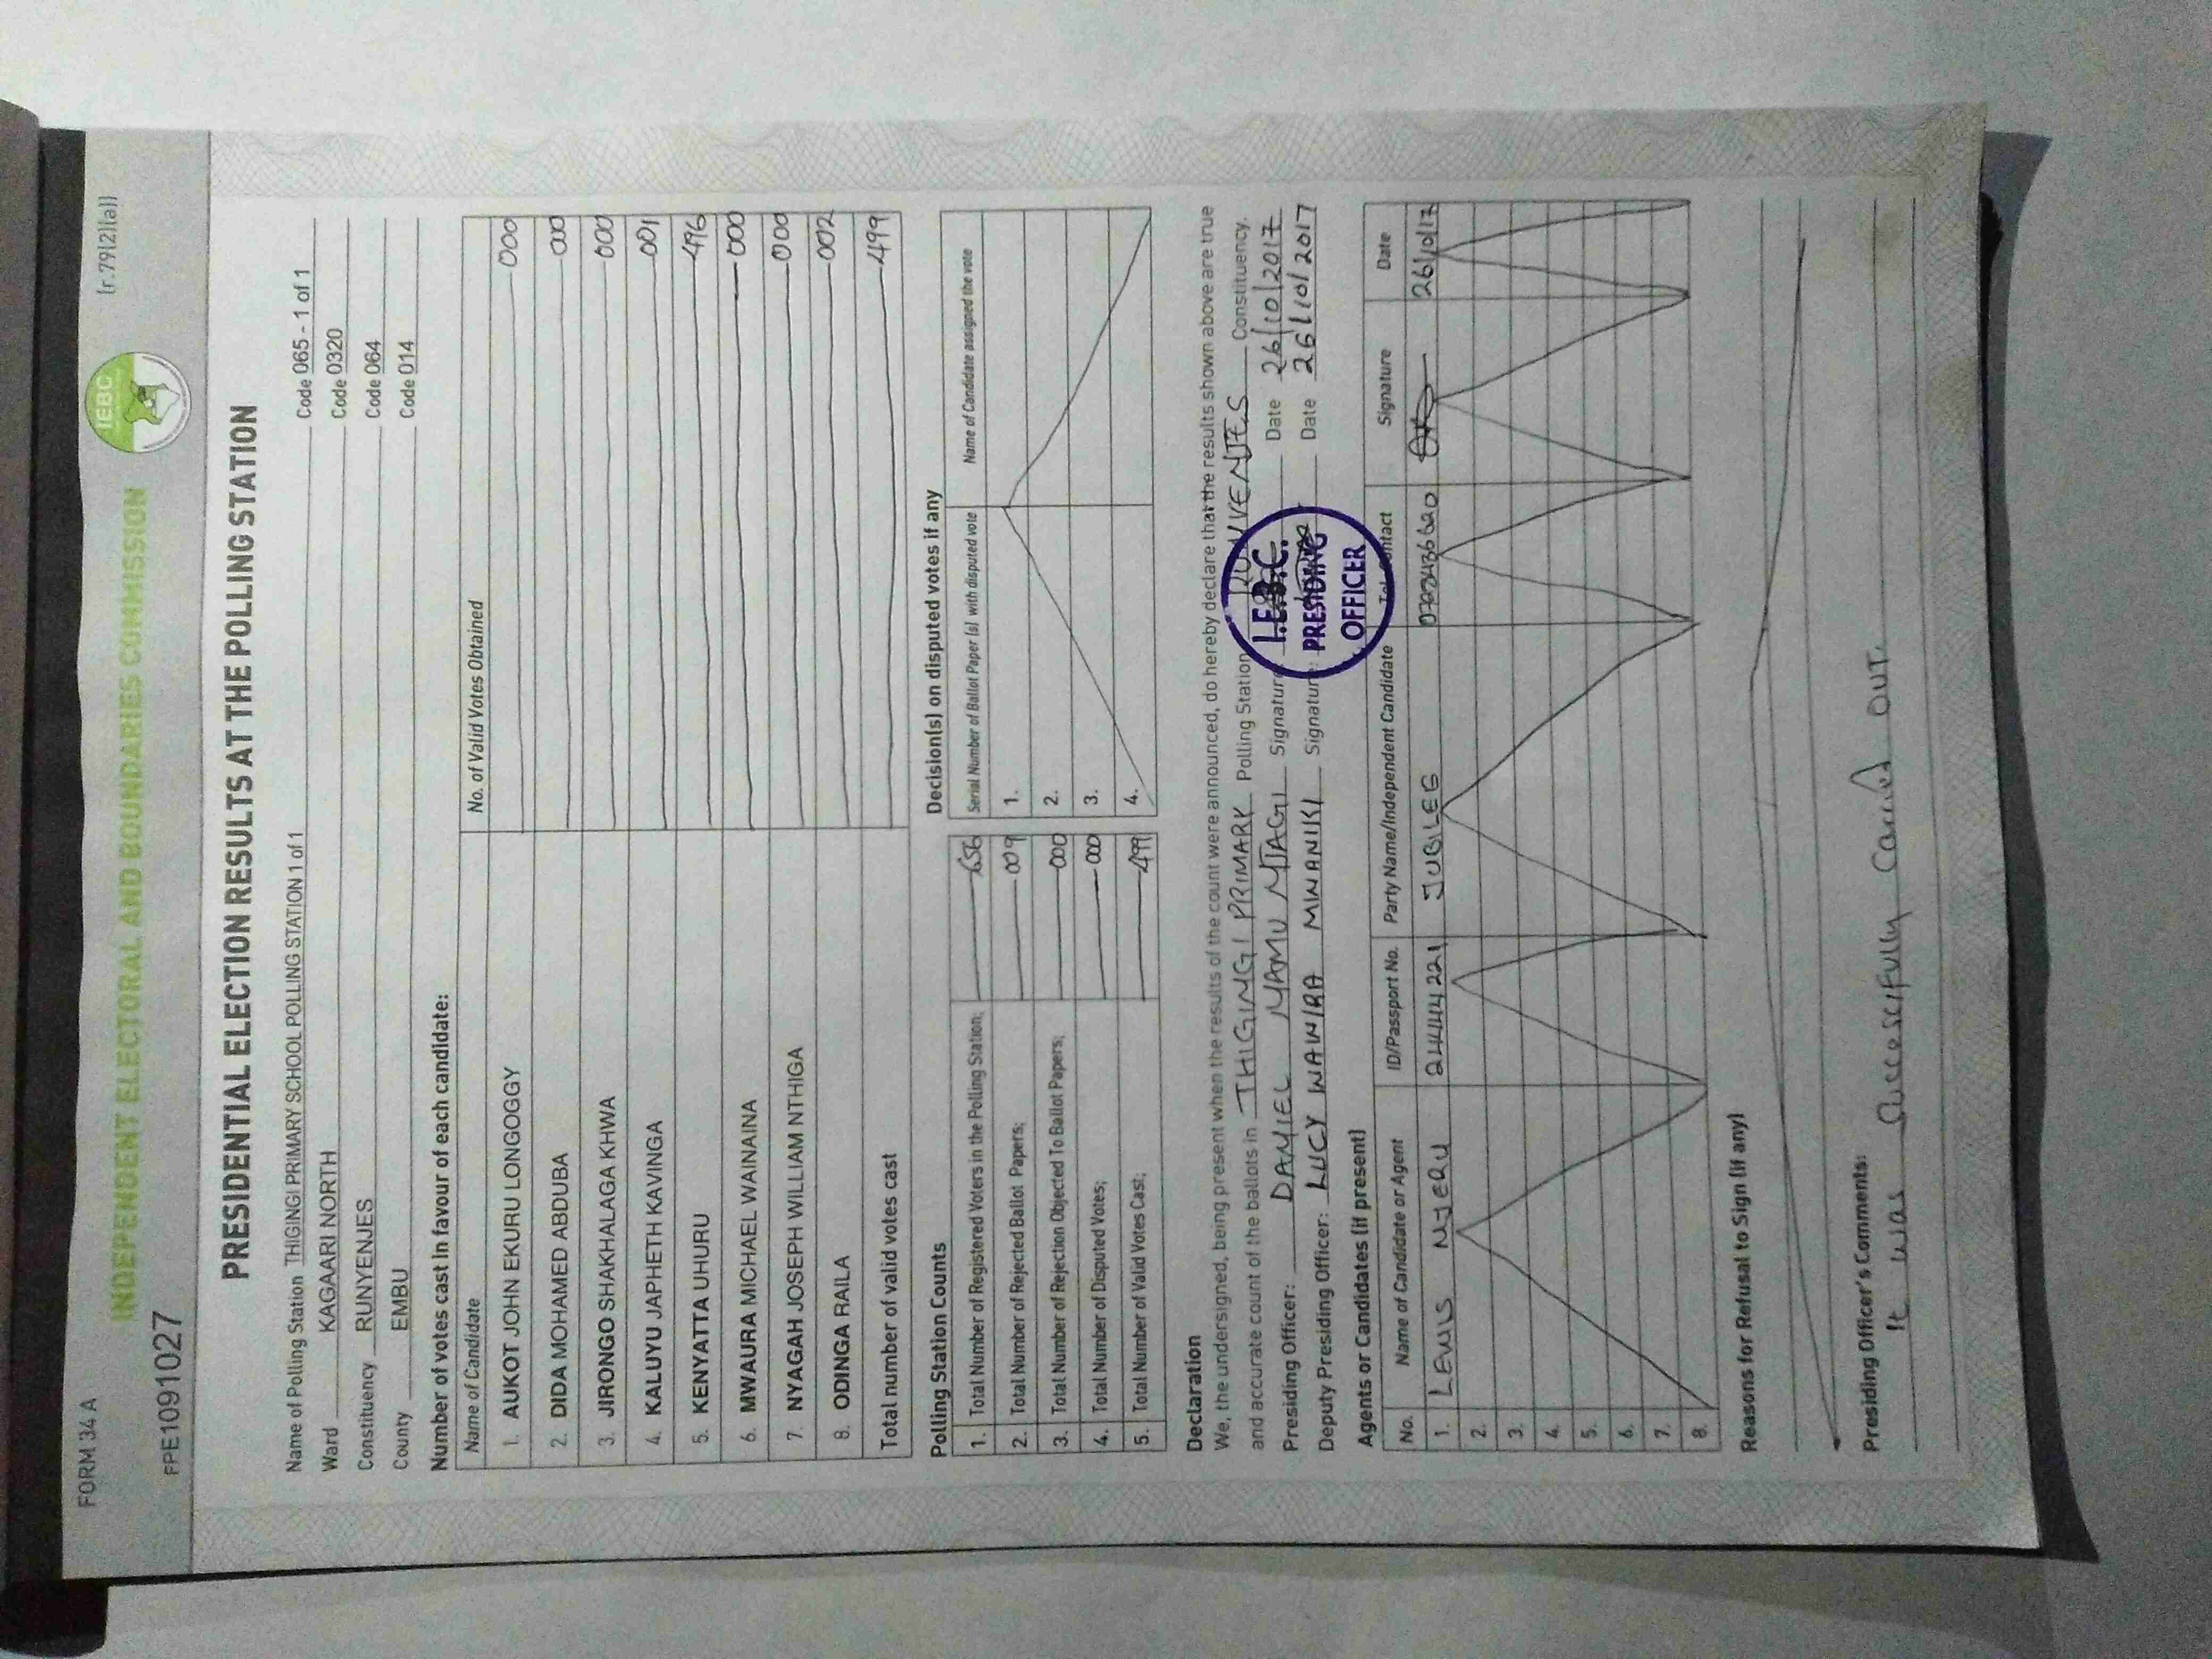 FORM 34 A
(r.79(2)(a))
INDEPENDENT ELECTORAL AND BOUNDARIES COMMISSION
IEBC
FPE1091027
PRESIDENTIAL ELECTION RESULTS AT THE POLLING STATION
Name of Polling Station THIGINGI PRIMARY SCHOOL POLLING STATION 1 of 1 Code 065 - 1 of 1
Ward KAGAARI NORTH Code 0320
Constituency RUNYENJES Code 064
County EMBU Code 014
Number of votes cast in favour of each candidate:
Name of Candidate No. of Valid Votes Obtained
1. AUKOT JOHN EKURU LONGOGGY 000
2. DIDA MOHAMED ABDUBA 000
3. JIRONGO SHAKHALAGA KHWA 000
4. KALUYU JAPHETH KAVINGA 001
5. KENYATTA UHURU 496
6. MWAURA MICHAEL WAINAINA 000
7. NYAGAH JOSEPH WILLIAM NTHIGA 000
8. ODINGA RAILA 002
Total number of valid votes cast 499
Polling Station Counts
1. Total Number of Registered Voters in the Polling Station; 656
2. Total Number of Rejected Ballot Papers; 009
3. Total Number of Rejection Objected To Ballot Papers; 000
4. Total Number of Disputed Votes; 000
5. Total Number of Valid Votes Cast; 499
Decision(s) on disputed votes if any
Serial Number of Ballot Paper (s) with disputed vote Name of Candidate assigned the vote
1.
2.
3.
4.
Declaration
We, the undersigned, being present when the results of the count were announced, do hereby declare that the results shown above are true
and accurate count of the ballots in THIGINGI PRIMARY Polling Station Constituency.
Presiding Officer: DANIEL NJAGI Signature Date 26/10/2017
Deputy Presiding Officer: LUCY WANIRA MWANIKI Signature: Date 26/10/2017
I.E.B.C.
PRESIDING
OFFICER
Agents or Candidates (if present)
No. Name of Candidate or Agent ID/Passport No. Party Name/Independent Candidate Contact Signature Date
1. LEWIS NJERU 24444221 JUBILEE 26/10/17
2.
3.
4.
5.
6.
7.
8.
Reasons for Refusal to Sign (if any)
Presiding Officer's Comments:
It was Successfully Carried OUT.